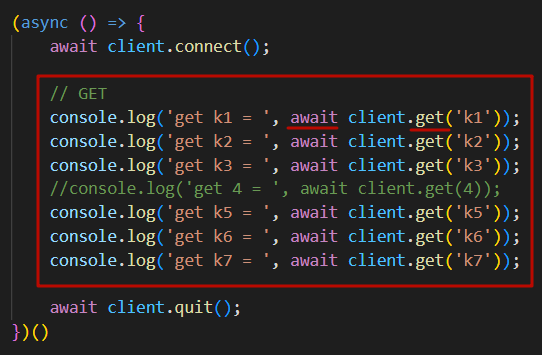 (async () => {
    await client.connect();

    // GET
    console.log('get k1 = ', await client.get('k1'));
    console.log('get k2 = ', await client.get('k2'));
    console.log('get k3 = ', await client.get('k3'));
    //console.log('get 4 = ', await client.get(4));
    console.log('get k5 = ', await client.get('k5'));
    console.log('get k6 = ', await client.get('k6'));
    console.log('get k7 = ', await client.get('k7'));

    await client.quit();
})()